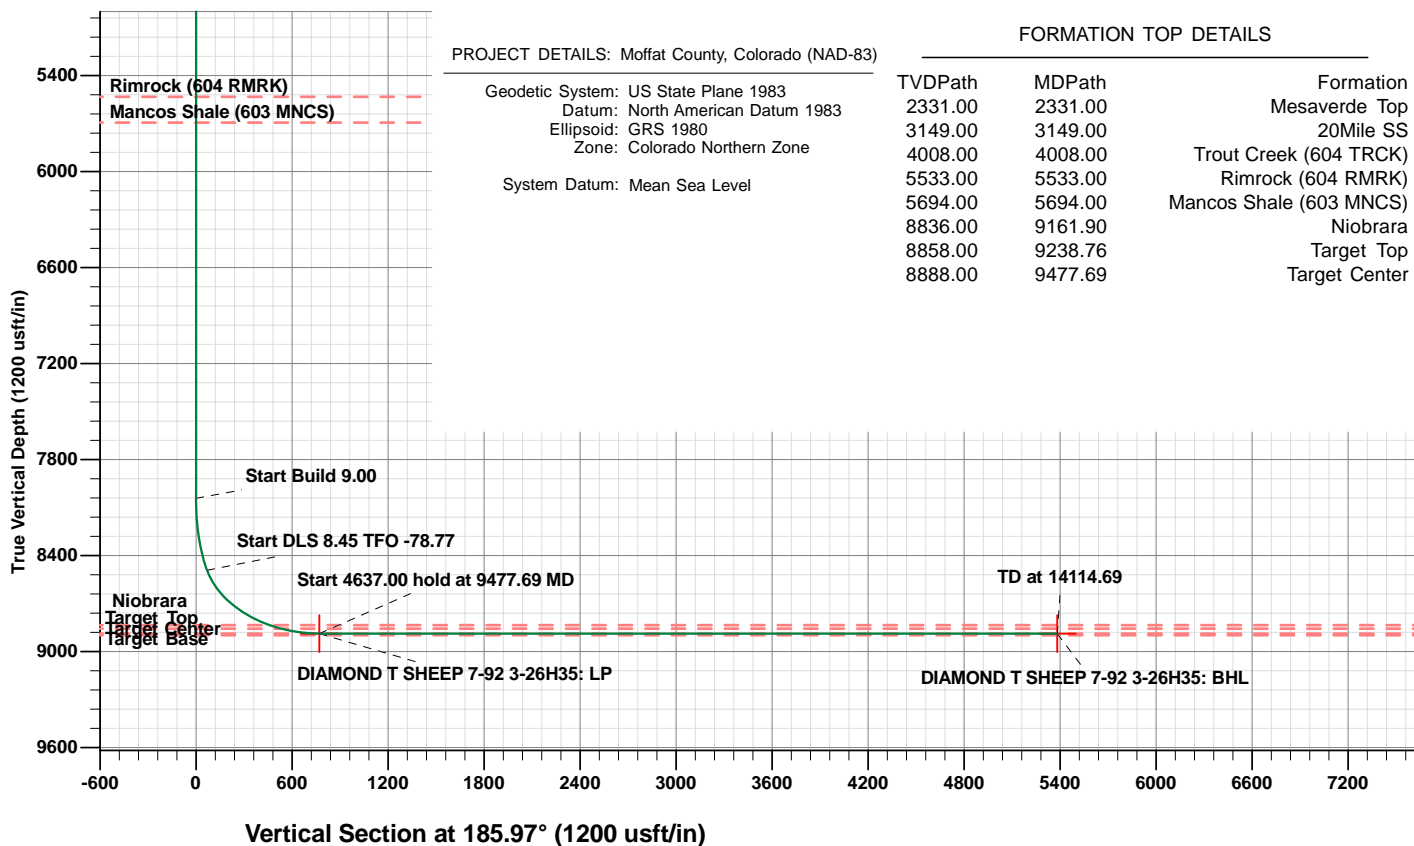 PROJECT DETAILS: Moffat County, Colorado (NAD-83)
Geodetic System: US State Plane 1983
Datum: North American Datum 1983
Ellipsoid: GRS 1980
Zone: Colorado Northern Zone
System Datum: Mean Sea Level
FORMATION TOP DETAILS
TVDPath MDPath Formation
2331.00 2331.00 Mesaverde Top
3149.00 3149.00 20Mile SS
4008.00 4008.00 Trout Creek (604 TRCK)
5533.00 5533.00 Rimrock (604 RMRK)
5694.00 5694.00 Mancos Shale (603 MNCS)
8836.00 9161.90 Niobrara
8858.00 9238.76 Target Top
8888.00 9477.69 Target Center
True Vertical Depth (1200 usft/in)
5400
6000
6600
7200
7800
8400
9000
9600
Rimrock (604 RMRK)
Mancos Shale (603 MNCS)
Start Build 9.00
Start DLS 8.45 TFO -78.77
Start 4637.00 hold at 9477.69 MD
TD at 14114.69
Niobrara
Target Top
Target Center
Target Base
DIAMOND T SHEEP 7-92 3-26H35: LP
DIAMOND T SHEEP 7-92 3-26H35: BHL
-600 0 600 1200 1800 2400 3000 3600 4200 4800 5400 6000 6600 7200
Vertical Section at 185.97° (1200 usft/in)